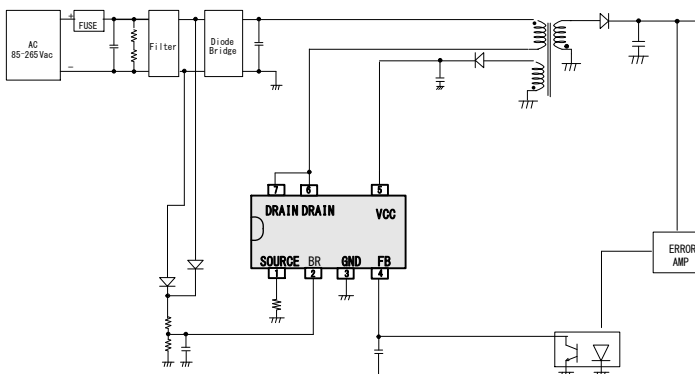 AC
85-265Vac
+
−
FUSE
Filter
Diode
Bridge
7
6
5
DRAIN DRAIN
VCC
SOURCE BR GND FB
1
2
3
4
ERROR
AMP